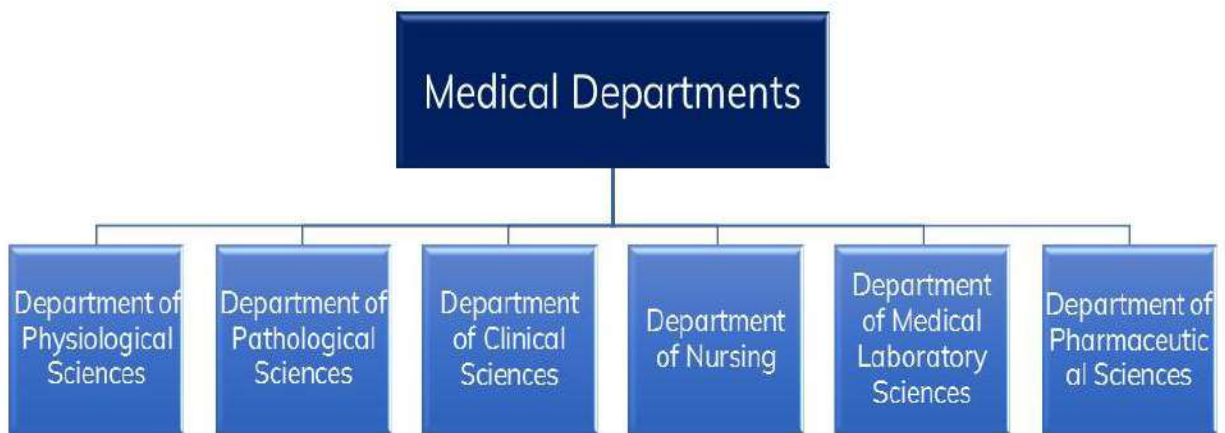 Medical Departments
Department of
Physiological
Sciences
Department of
Pathological
Sciences
Department
of Clinical
Sciences
Department
of Nursing
Department
of Medical
Laboratory
Sciences
Department of
Pharmaceutic
al Sciences